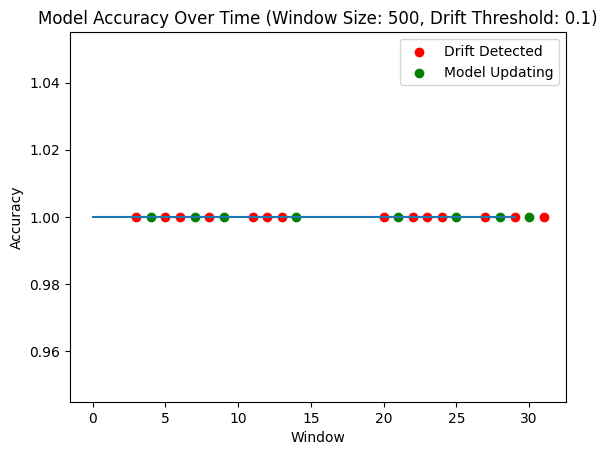 Model Accuracy Over Time (Window Size: 500, Drift Threshold: 0.1)
Drift Detected
Model Updating
1.04
1.02
1.00
0.98
0.96
Accuracy
0 5 10 15 20 25 30
Window